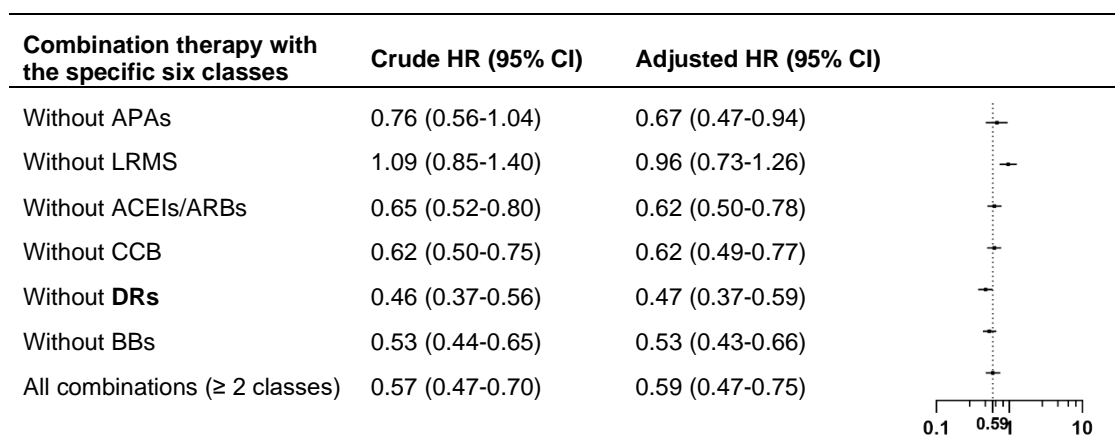 Combination therapy with
the specific six classes Crude HR (95% CI) Adjusted HR (95% CI)
Without APAs 0.76 (0.56-1.04) 0.67 (0.47-0.94)
Without LRMS 1.09 (0.85-1.40) 0.96 (0.73-1.26)
Without ACEIs/ARBs 0.65 (0.52-0.80) 0.62 (0.50-0.78)
Without CCB 0.62 (0.50-0.75) 0.62 (0.49-0.77)
Without DRs 0.46 (0.37-0.56) 0.47 (0.37-0.59)
Without BBs 0.53 (0.44-0.65) 0.53 (0.43-0.66)
All combinations (≥ 2 classes) 0.57 (0.47-0.70) 0.59 (0.47-0.75)
0.1 0.59 1 10